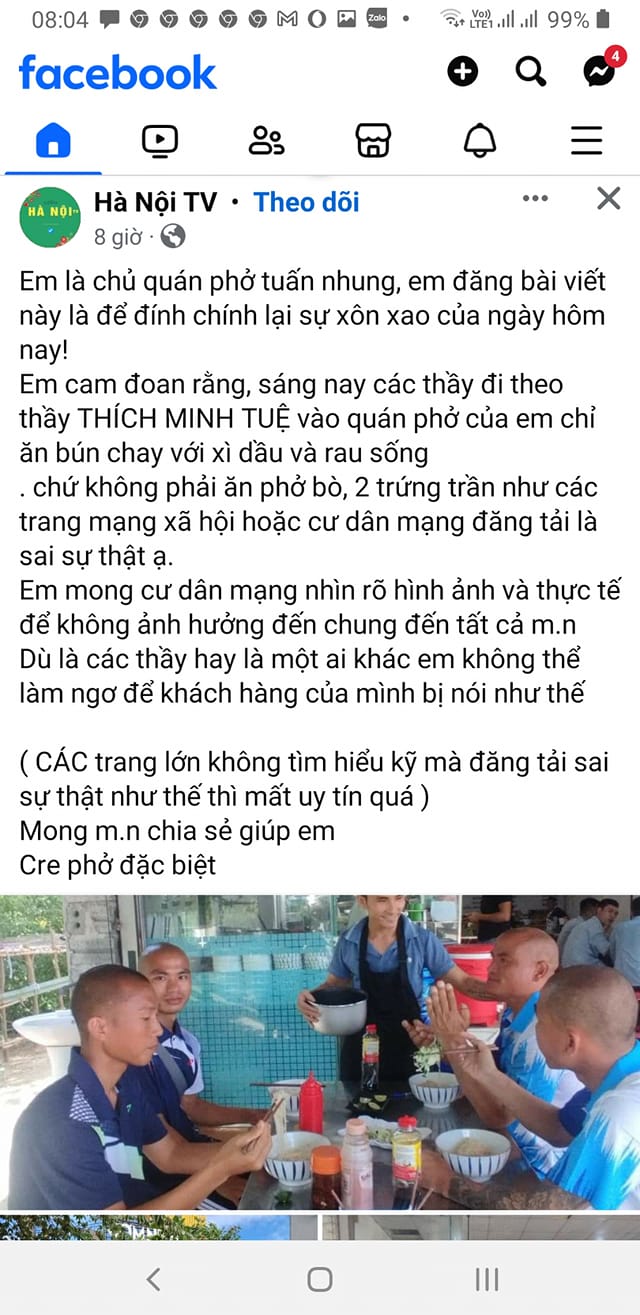 08:04
Zalo
Vo)) LTE1 99%
facebook
4
HÀ NỘI
Hà Nội TV • Theo dõi
8 giờ ·
Em là chủ quán phở tuấn nhung, em đăng bài viết
này là để đính chính lại sự xôn xao của ngày hôm
nay!
Em cam đoan rằng, sáng nay các thầy đi theo
thầy THÍCH MINH TUỆ vào quán phở của em chỉ
ăn bún chay với xì dầu và rau sống
. chứ không phải ăn phở bò, 2 trứng trần như các
trang mạng xã hội hoặc cư dân mạng đăng tải là
sai sự thật ạ.
Em mong cư dân mạng nhìn rõ hình ảnh và thực tế
để không ảnh hưởng đến chung đến tất cả m.n
Dù là các thầy hay là một ai khác em không thể
làm ngơ để khách hàng của mình bị nói như thế
( CÁC trang lớn không tìm hiểu kỹ mà đăng tải sai
sự thật như thế thì mất uy tín quá )
Mong m.n chia sẻ giúp em
Cre phở đặc biệt